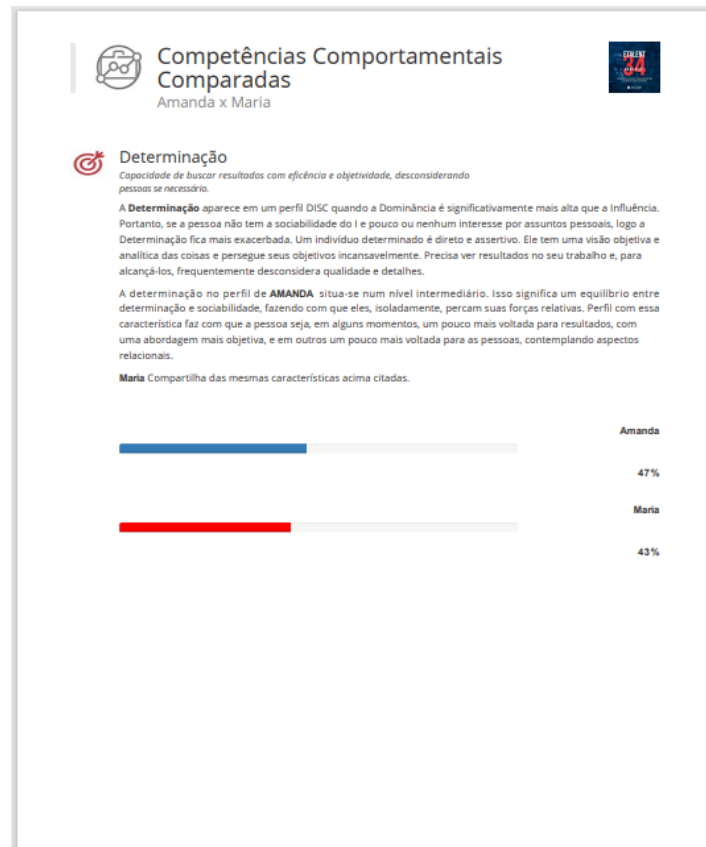 Competências Comportamentais
Comparadas
Amanda x Maria
ETALENT
34
Determinação
Capacidade de buscar resultados com eficência e objetividade, desconsiderando
pessoas se necessário.
A Determinação aparece em um perfil DISC quando a Dominância é significativamente mais alta que a Influência.
Portanto, se a pessoa não tem a sociabilidade do I e pouco ou nenhum interesse por assuntos pessoais, logo a
Determinação fica mais exacerbada. Um indivíduo determinado é direto e assertivo. Ele tem uma visão objetiva e
analítica das coisas e persegue seus objetivos incansavelmente. Precisa ver resultados no seu trabalho e, para
alcançá-los, frequentemente desconsidera qualidade e detalhes.
A determinação no perfil de AMANDA situa-se num nível intermediário. Isso significa um equilíbrio entre
determinação e sociabilidade, fazendo com que eles, isoladamente, percam suas forças relativas. Perfil com essa
característica faz com que a pessoa seja, em alguns momentos, um pouco mais voltada para resultados, com
uma abordagem mais objetiva, e em outros um pouco mais voltada para as pessoas, contemplando aspectos
relacionais.
Maria Compartilha das mesmas características acima citadas.
Amanda
47%
Maria
43%